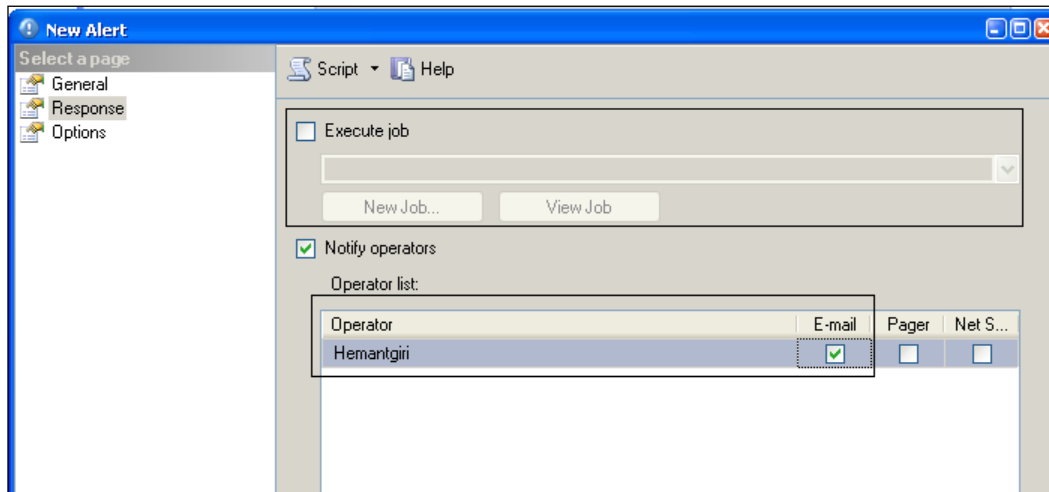 New Alert
Select a page
General
Response
Options
Script Help
Execute job
New Job... View Job
Notify operators
Operator list:
Operator E-mail Pager Net S...
Hemantgiri